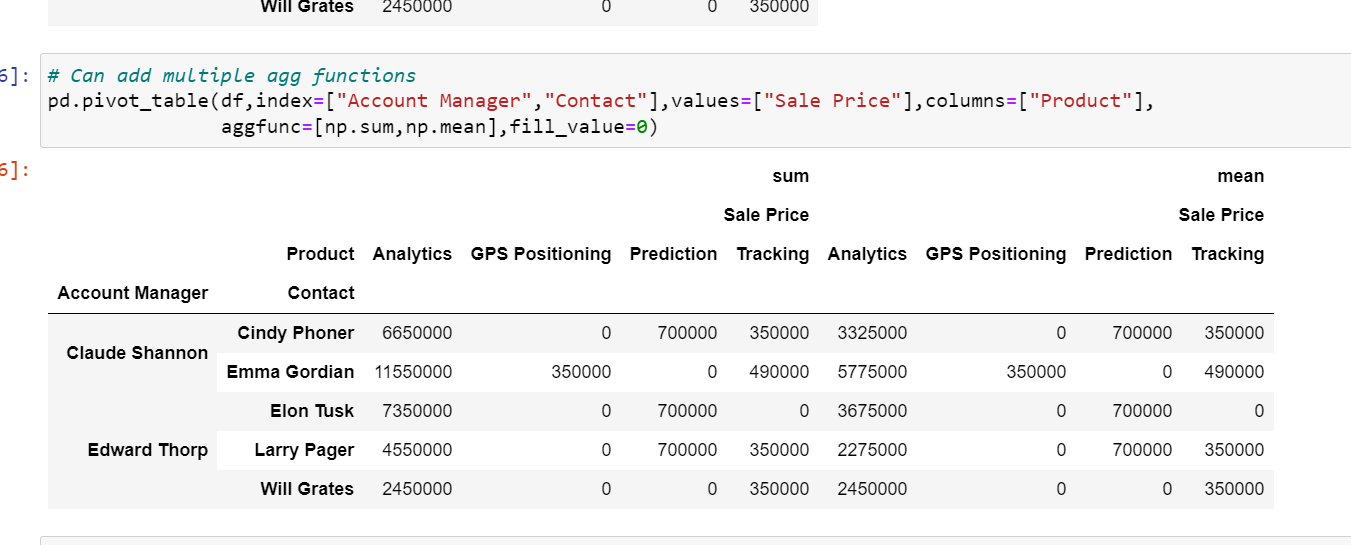 Will Grates 2450000 0 0 350000
6]: # Can add multiple agg functions
pd.pivot_table(df,index=["Account Manager","Contact"],values=["Sale Price"],columns=["Product"],
aggfunc=[np.sum,np.mean],fill_value=0)
6]:
sum mean
Sale Price Sale Price
Product Analytics GPS Positioning Prediction Tracking Analytics GPS Positioning Prediction Tracking
Account Manager Contact
Claude Shannon Cindy Phoner 6650000 0 700000 350000 3325000 0 700000 350000
Emma Gordian 11550000 350000 0 490000 5775000 350000 0 490000
Edward Thorp Elon Tusk 7350000 0 700000 0 3675000 0 700000 0
Larry Pager 4550000 0 700000 350000 2275000 0 700000 350000
Will Grates 2450000 0 0 350000 2450000 0 0 350000